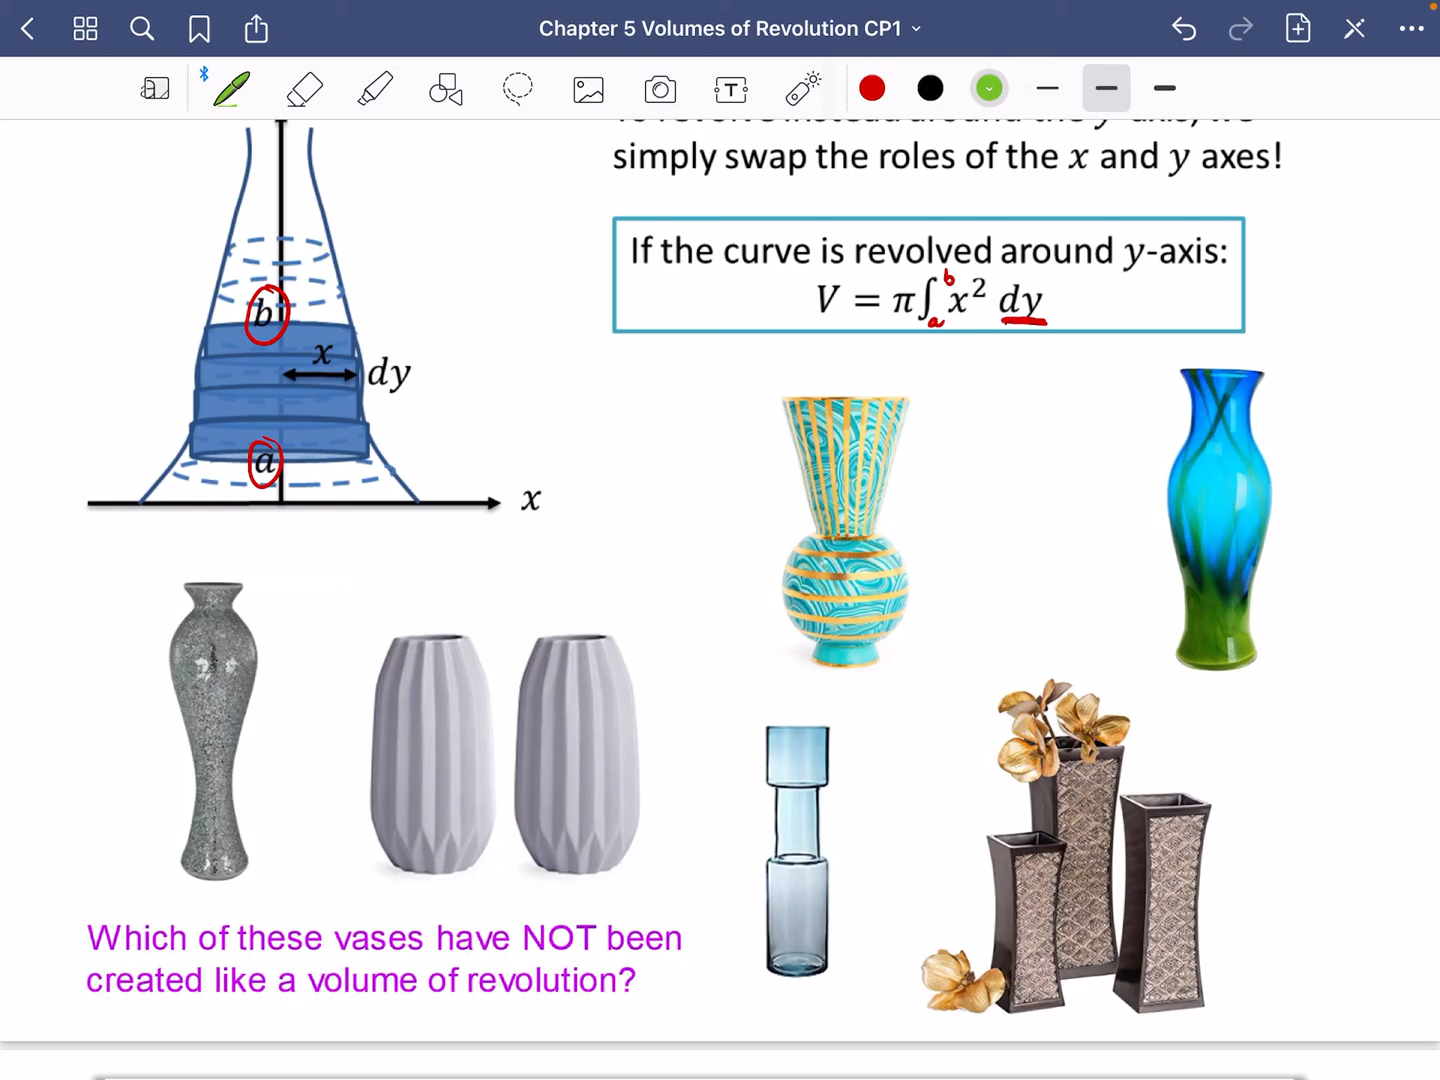 Chapter 5 Volumes of Revolution CP1
simply swap the roles of the x and y axes!
If the curve is revolved around y-axis:
V = π∫ₐᵇ x² dy
b
x
dy
a
x
Which of these vases have NOT been
created like a volume of revolution?